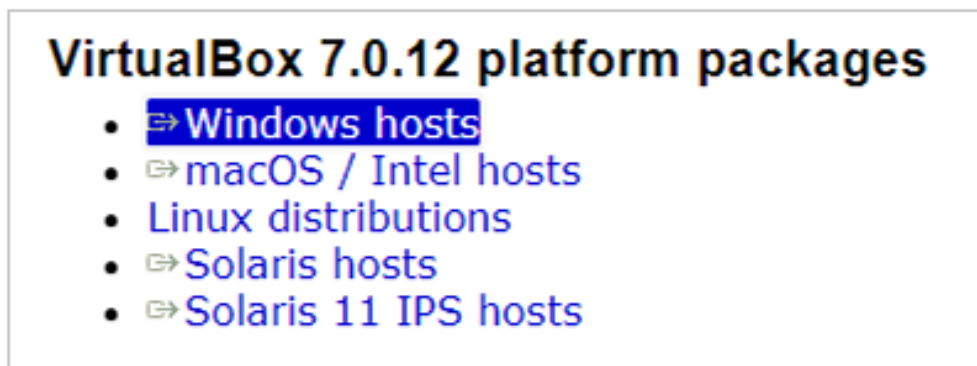 VirtualBox 7.0.12 platform packages
Windows hosts
macOS / Intel hosts
Linux distributions
Solaris hosts
Solaris 11 IPS hosts